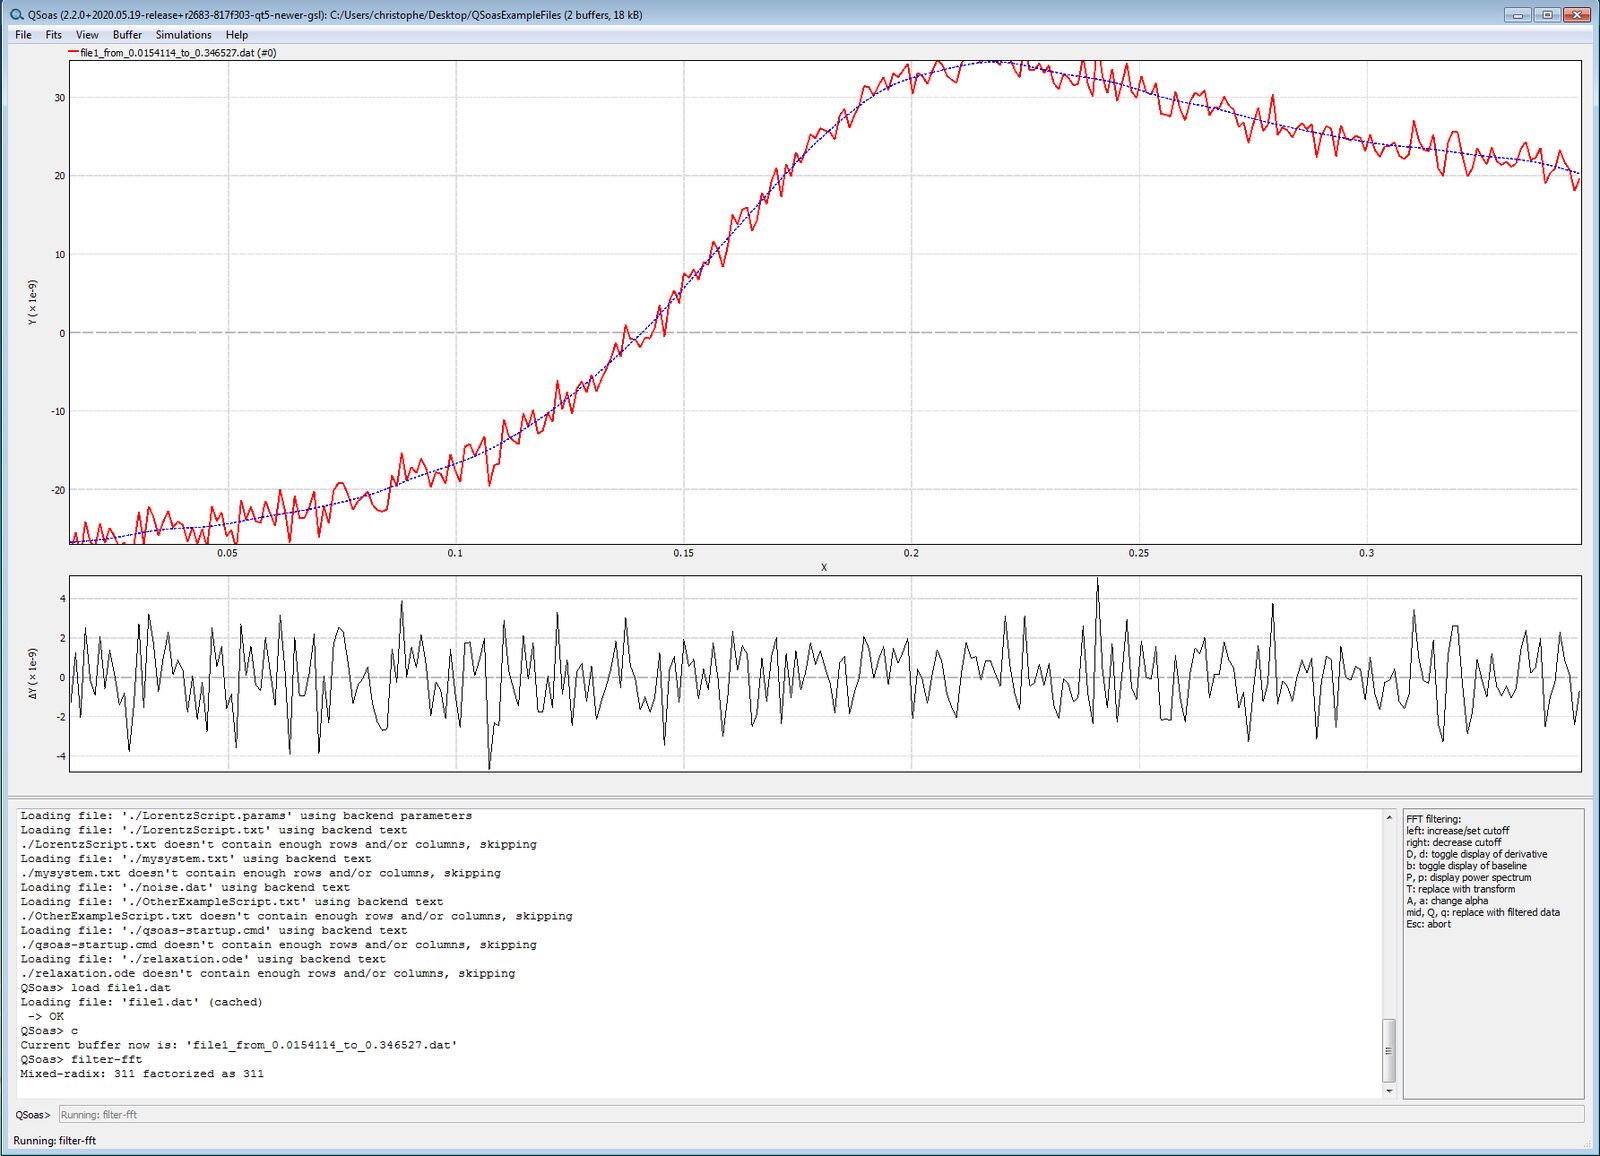 QSoas (2.2.0+2020.05.19-release+r2683-817f303-qt5-newer-gsl): C:/Users/christophe/Desktop/QSoasExampleFiles (2 buffers, 18 kB)
File Fits View Buffer Simulations Help
file1_from_0.0154114_to_0.346527.dat (#0)
30
20
10
0
-10
-20
Y (× 1e-9)
0.05 0.1 0.15 0.2 0.25 0.3
X
4
2
0
-2
-4
ΔY (× 1e-9)
Loading file: './LorentzScript.params' using backend parameters
Loading file: './LorentzScript.txt' using backend text
./LorentzScript.txt doesn't contain enough rows and/or columns, skipping
Loading file: './mysystem.txt' using backend text
./mysystem.txt doesn't contain enough rows and/or columns, skipping
Loading file: './noise.dat' using backend text
Loading file: './OtherExampleScript.txt' using backend text
./OtherExampleScript.txt doesn't contain enough rows and/or columns, skipping
Loading file: './qsoas-startup.cmd' using backend text
./qsoas-startup.cmd doesn't contain enough rows and/or columns, skipping
Loading file: './relaxation.ode' using backend text
./relaxation.ode doesn't contain enough rows and/or columns, skipping
QSoas> load file1.dat
Loading file: 'file1.dat' (cached)
-> OK
QSoas> c
Current buffer now is: 'file1_from_0.0154114_to_0.346527.dat'
QSoas> filter-fft
Mixed-radix: 311 factorized as 311
FFT filtering:
left: increase/set cutoff
right: decrease cutoff
D, d: toggle display of derivative
b: toggle display of baseline
P, p: display power spectrum
T: replace with transform
A, a: change alpha
mid, Q, q: replace with filtered data
Esc: abort
QSoas> Running: filter-fft
Running: filter-fft